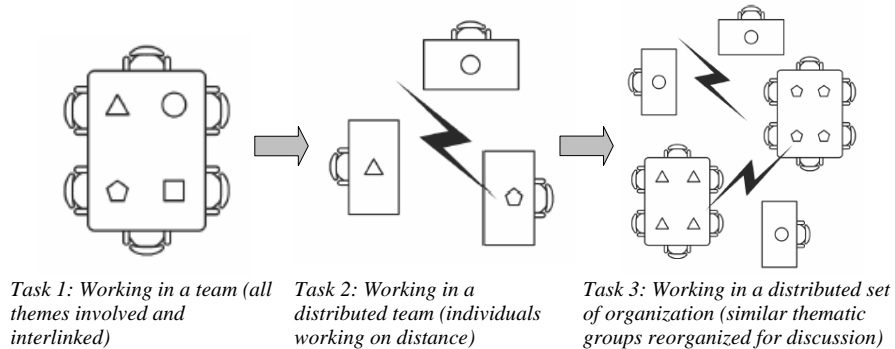 Task 1: Working in a team (all
themes involved and
interlinked)
Task 2: Working in a
distributed team (individuals
working on distance)
Task 3: Working in a distributed set
of organization (similar thematic
groups reorganized for discussion)